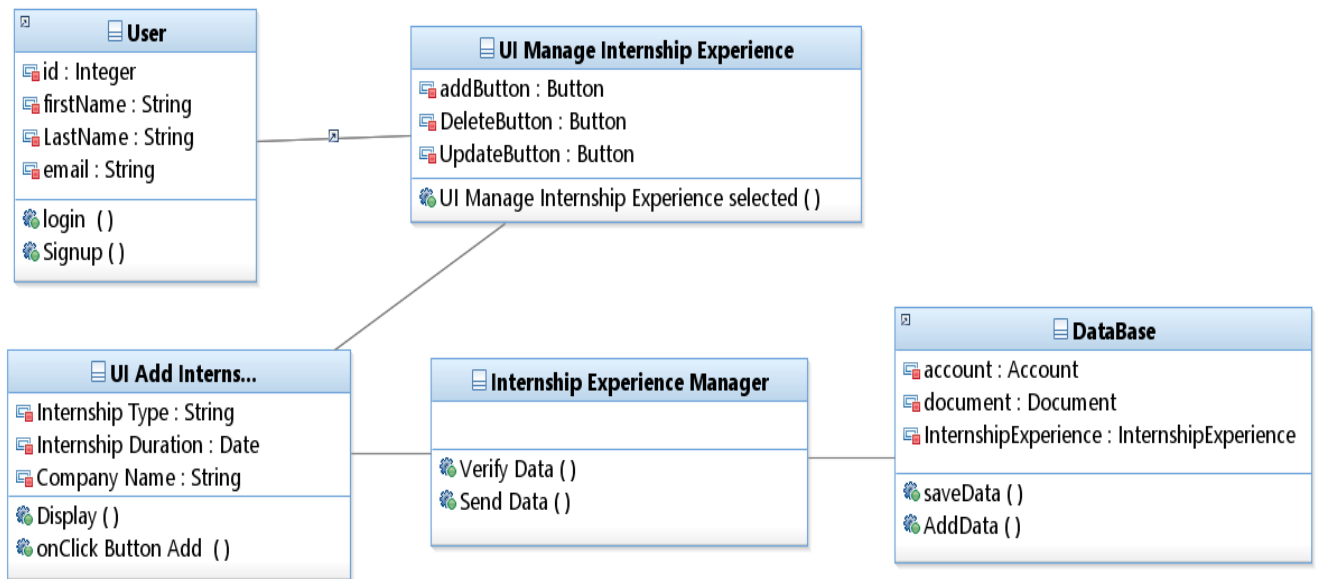 User
id : Integer
firstName : String
LastName : String
email : String
login ()
Signup ( )
UI Manage Internship Experience
addButton : Button
DeleteButton : Button
UpdateButton : Button
UI Manage Internship Experience selected ( )
UI Add Interns...
Internship Type : String
Internship Duration : Date
Company Name : String
Display ( )
onClick Button Add ( )
Internship Experience Manager
Verify Data ( )
Send Data ( )
DataBase
account : Account
document : Document
InternshipExperience : InternshipExperience
saveData ( )
AddData ( )